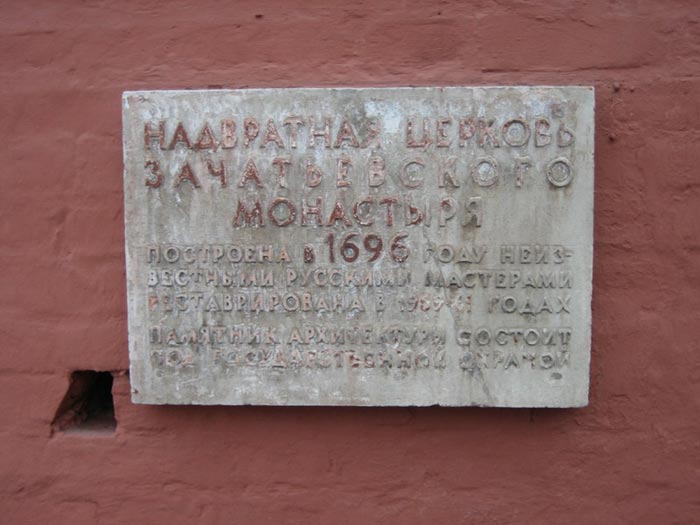 НАДВРАТНАЯ ЦЕРКОВЬ
ЗАЧАТЬЕВСКОГО
МОНАСТЫРЯ
ПОСТРОЕНА В 1696 ГОДУ НЕИЗ-
ВЕСТНЫМИ РУССКИМИ МАСТЕРАМИ
РЕСТАВРИРОВАНА В ГОДАХ
ПАМЯТНИК АРХИТЕКТУРЫ СОСТОИТ
ПОД ГОСУДАРСТВЕННОЙ ОХРАНОЙ